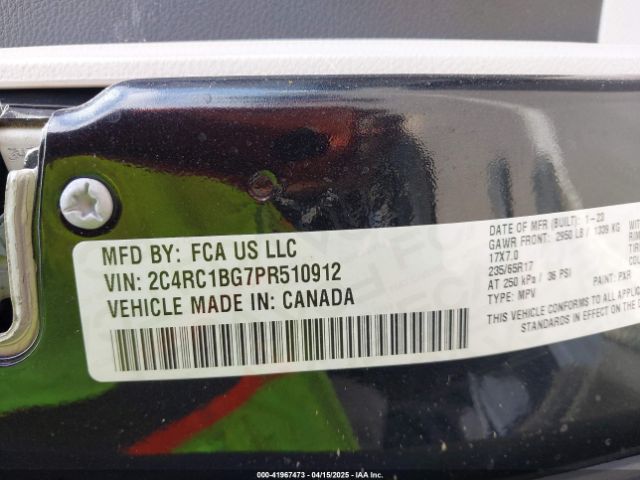 MFD BY: FCA US LLC
VIN: 2C4RC1BG7PR510912
VEHICLE MADE IN: CANADA
DATE OF MFR (BUILT): 1-23
GAWR FRONT: 2950 LB / 1339 KG
17X7.0
235/65R17
AT 250 kPa / 36 PSI
TYPE: MPV
PAINT: PXR
THIS VEHICLE CONFORMS TO ALL
STANDARDS IN EFFECT ON THE
000-41967473 - 04/15/2025 - IAA Inc.